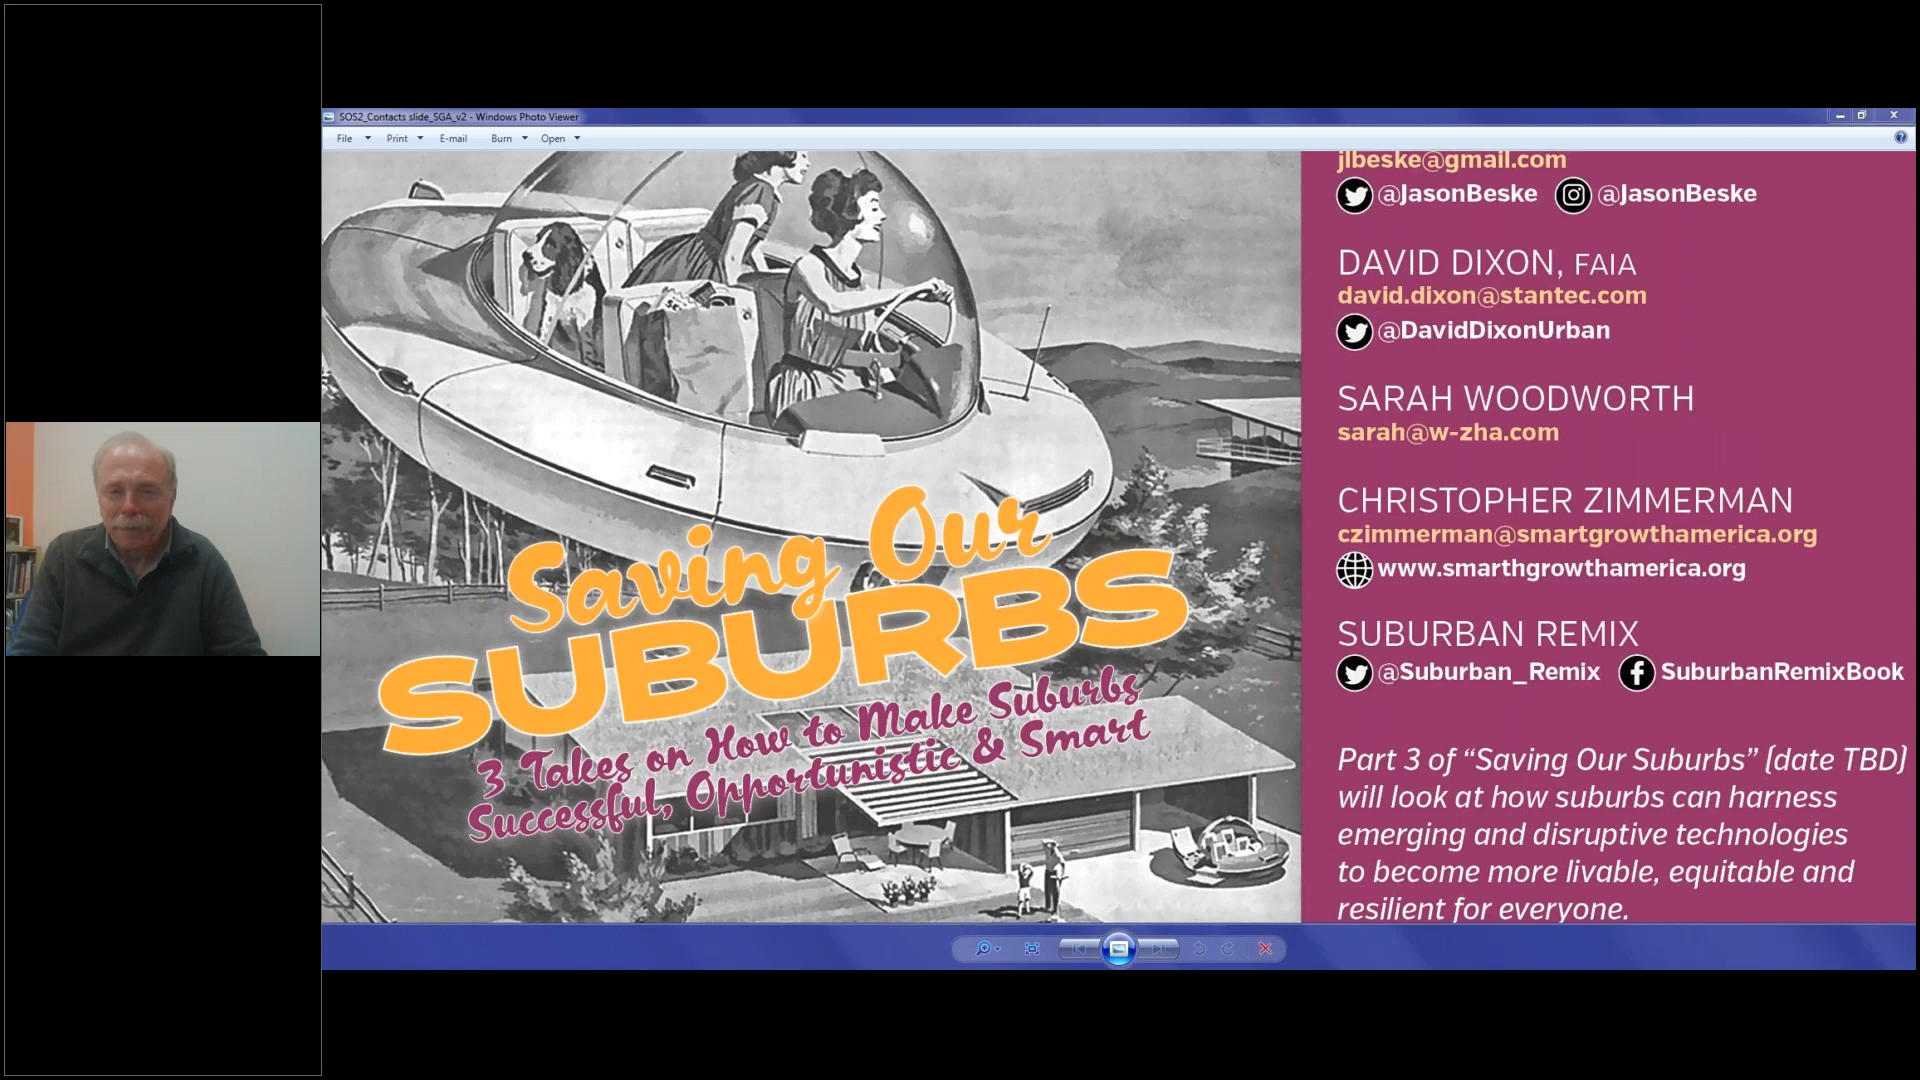 SOS2_Contacts slide_SGA_v2 - Windows Photo Viewer
File Print E-mail Burn Open
Saving Our
SUBURBS
3 Takes on How to Make Suburbs
Successful, Opportunistic & Smart
jlbeske@gmail.com
@JasonBeske @JasonBeske
DAVID DIXON, FAIA
david.dixon@stantec.com
@DavidDixonUrban
SARAH WOODWORTH
sarah@w-zha.com
CHRISTOPHER ZIMMERMAN
czimmerman@smartgrowthamerica.org
www.smarthgrowthamerica.org
SUBURBAN REMIX
@Suburban_Remix SuburbanRemixBook
Part 3 of “Saving Our Suburbs” (date TBD)
will look at how suburbs can harness
emerging and disruptive technologies
to become more livable, equitable and
resilient for everyone.